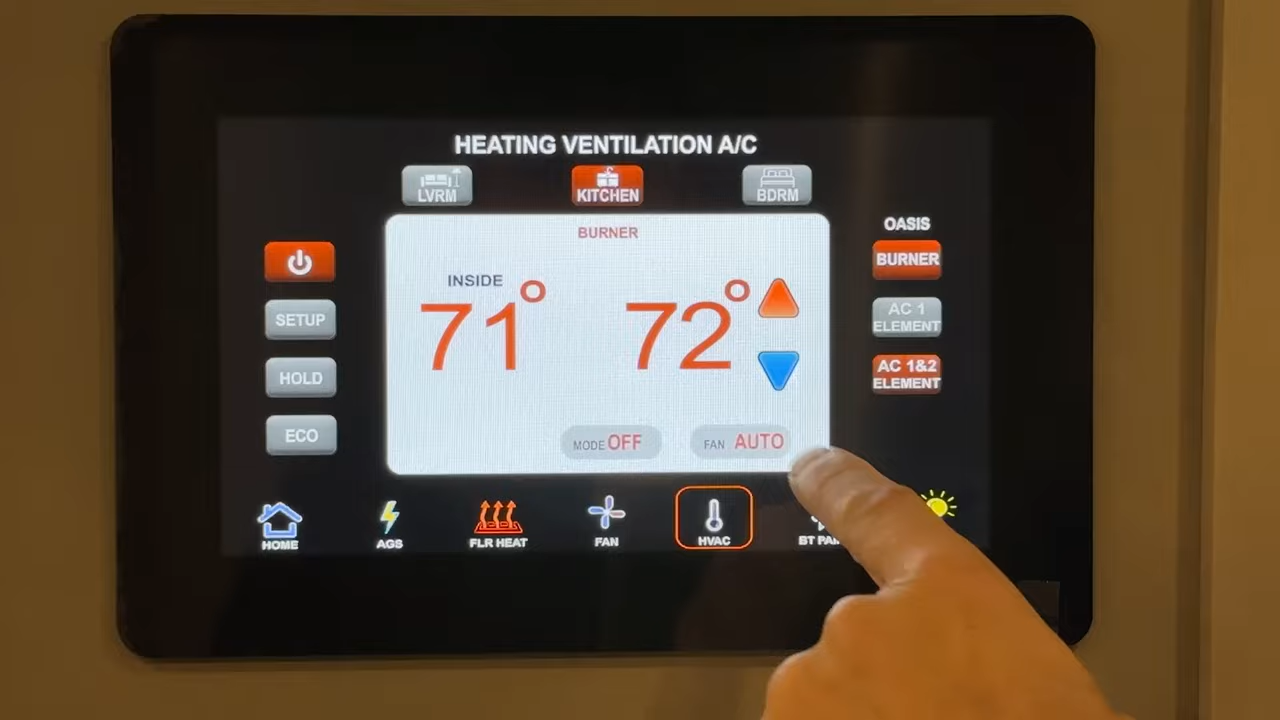 HEATING VENTILATION A/C
LVRM
KITCHEN
BDRM
BURNER
OASIS
BURNER
INSIDE
71°
72°
SETUP
AC 1
ELEMENT
HOLD
AC 1&2
ELEMENT
ECO
MODE OFF
FAN AUTO
HOME
AGS
FLR HEAT
FAN
HVAC
BT